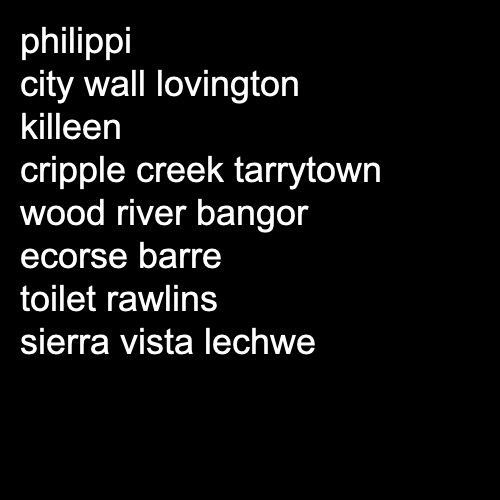 philippi
city wall lovington
killeen
cripple creek tarrytown
wood river bangor
ecorse barre
toilet rawlins
sierra vista lechwe